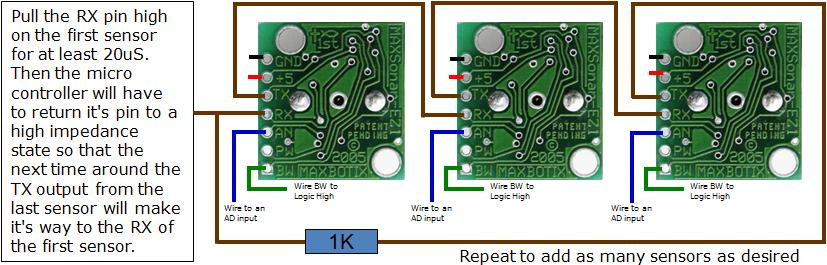 Pull the RX pin high
on the first sensor
for at least 20uS.
Then the micro
controller will have
to return it's pin to a
high impedance
state so that the
next time around the
TX output from the
last sensor will make
it's way to the RX of
the first sensor.
1st
GND
+5
TX
RX
AN
PW
BW
MAXSonar EZ1
PATENT
PENDING
©2005
MAXBOTIX
Wire BW to
Logic High
Wire to an
AD input
1st
GND
+5
TX
RX
AN
PW
BW
MAXSonar EZ1
PATENT
PENDING
©2005
MAXBOTIX
Wire BW to
Logic High
Wire to an
AD input
1st
GND
+5
TX
RX
AN
PW
BW
MAXSonar EZ1
PATENT
PENDING
©2005
MAXBOTIX
Wire BW to
Logic High
Wire to an
AD input
1K
Repeat to add as many sensors as desired